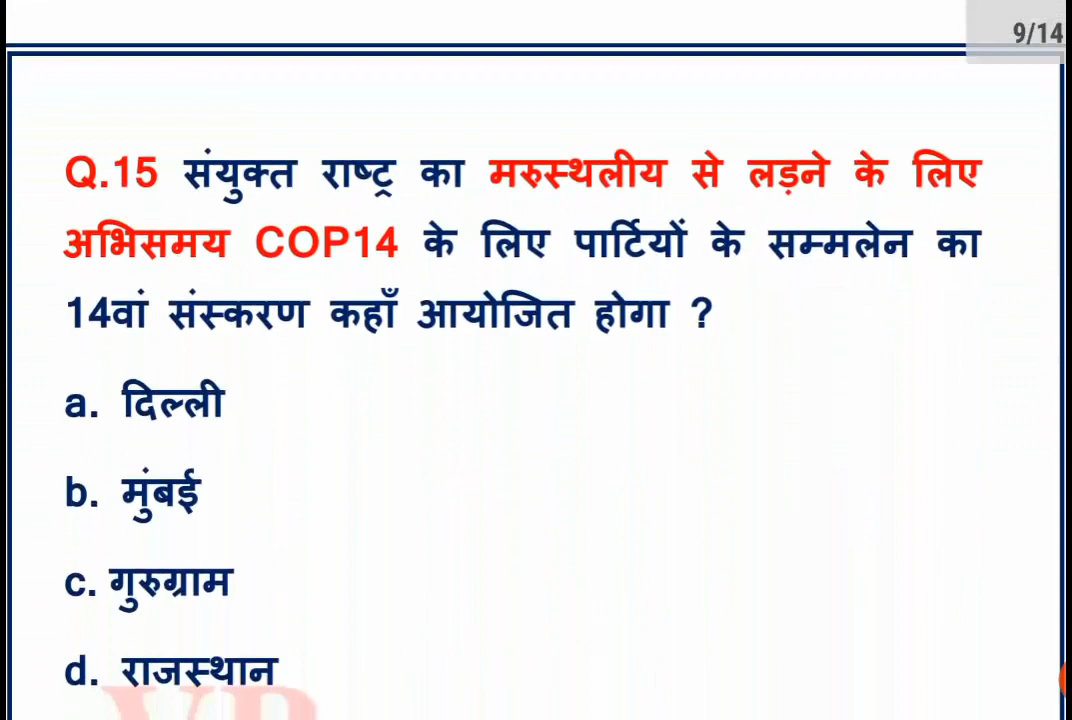 9/14
Q.15 संयुक्त राष्ट्र का मरुस्थलीय से लड़ने के लिए
अभिसमय COP14 के लिए पार्टियों के सम्मलेन का
14वां संस्करण कहाँ आयोजित होगा ?
a. दिल्ली
b. मुंबई
c. गुरुग्राम
d. राजस्थान